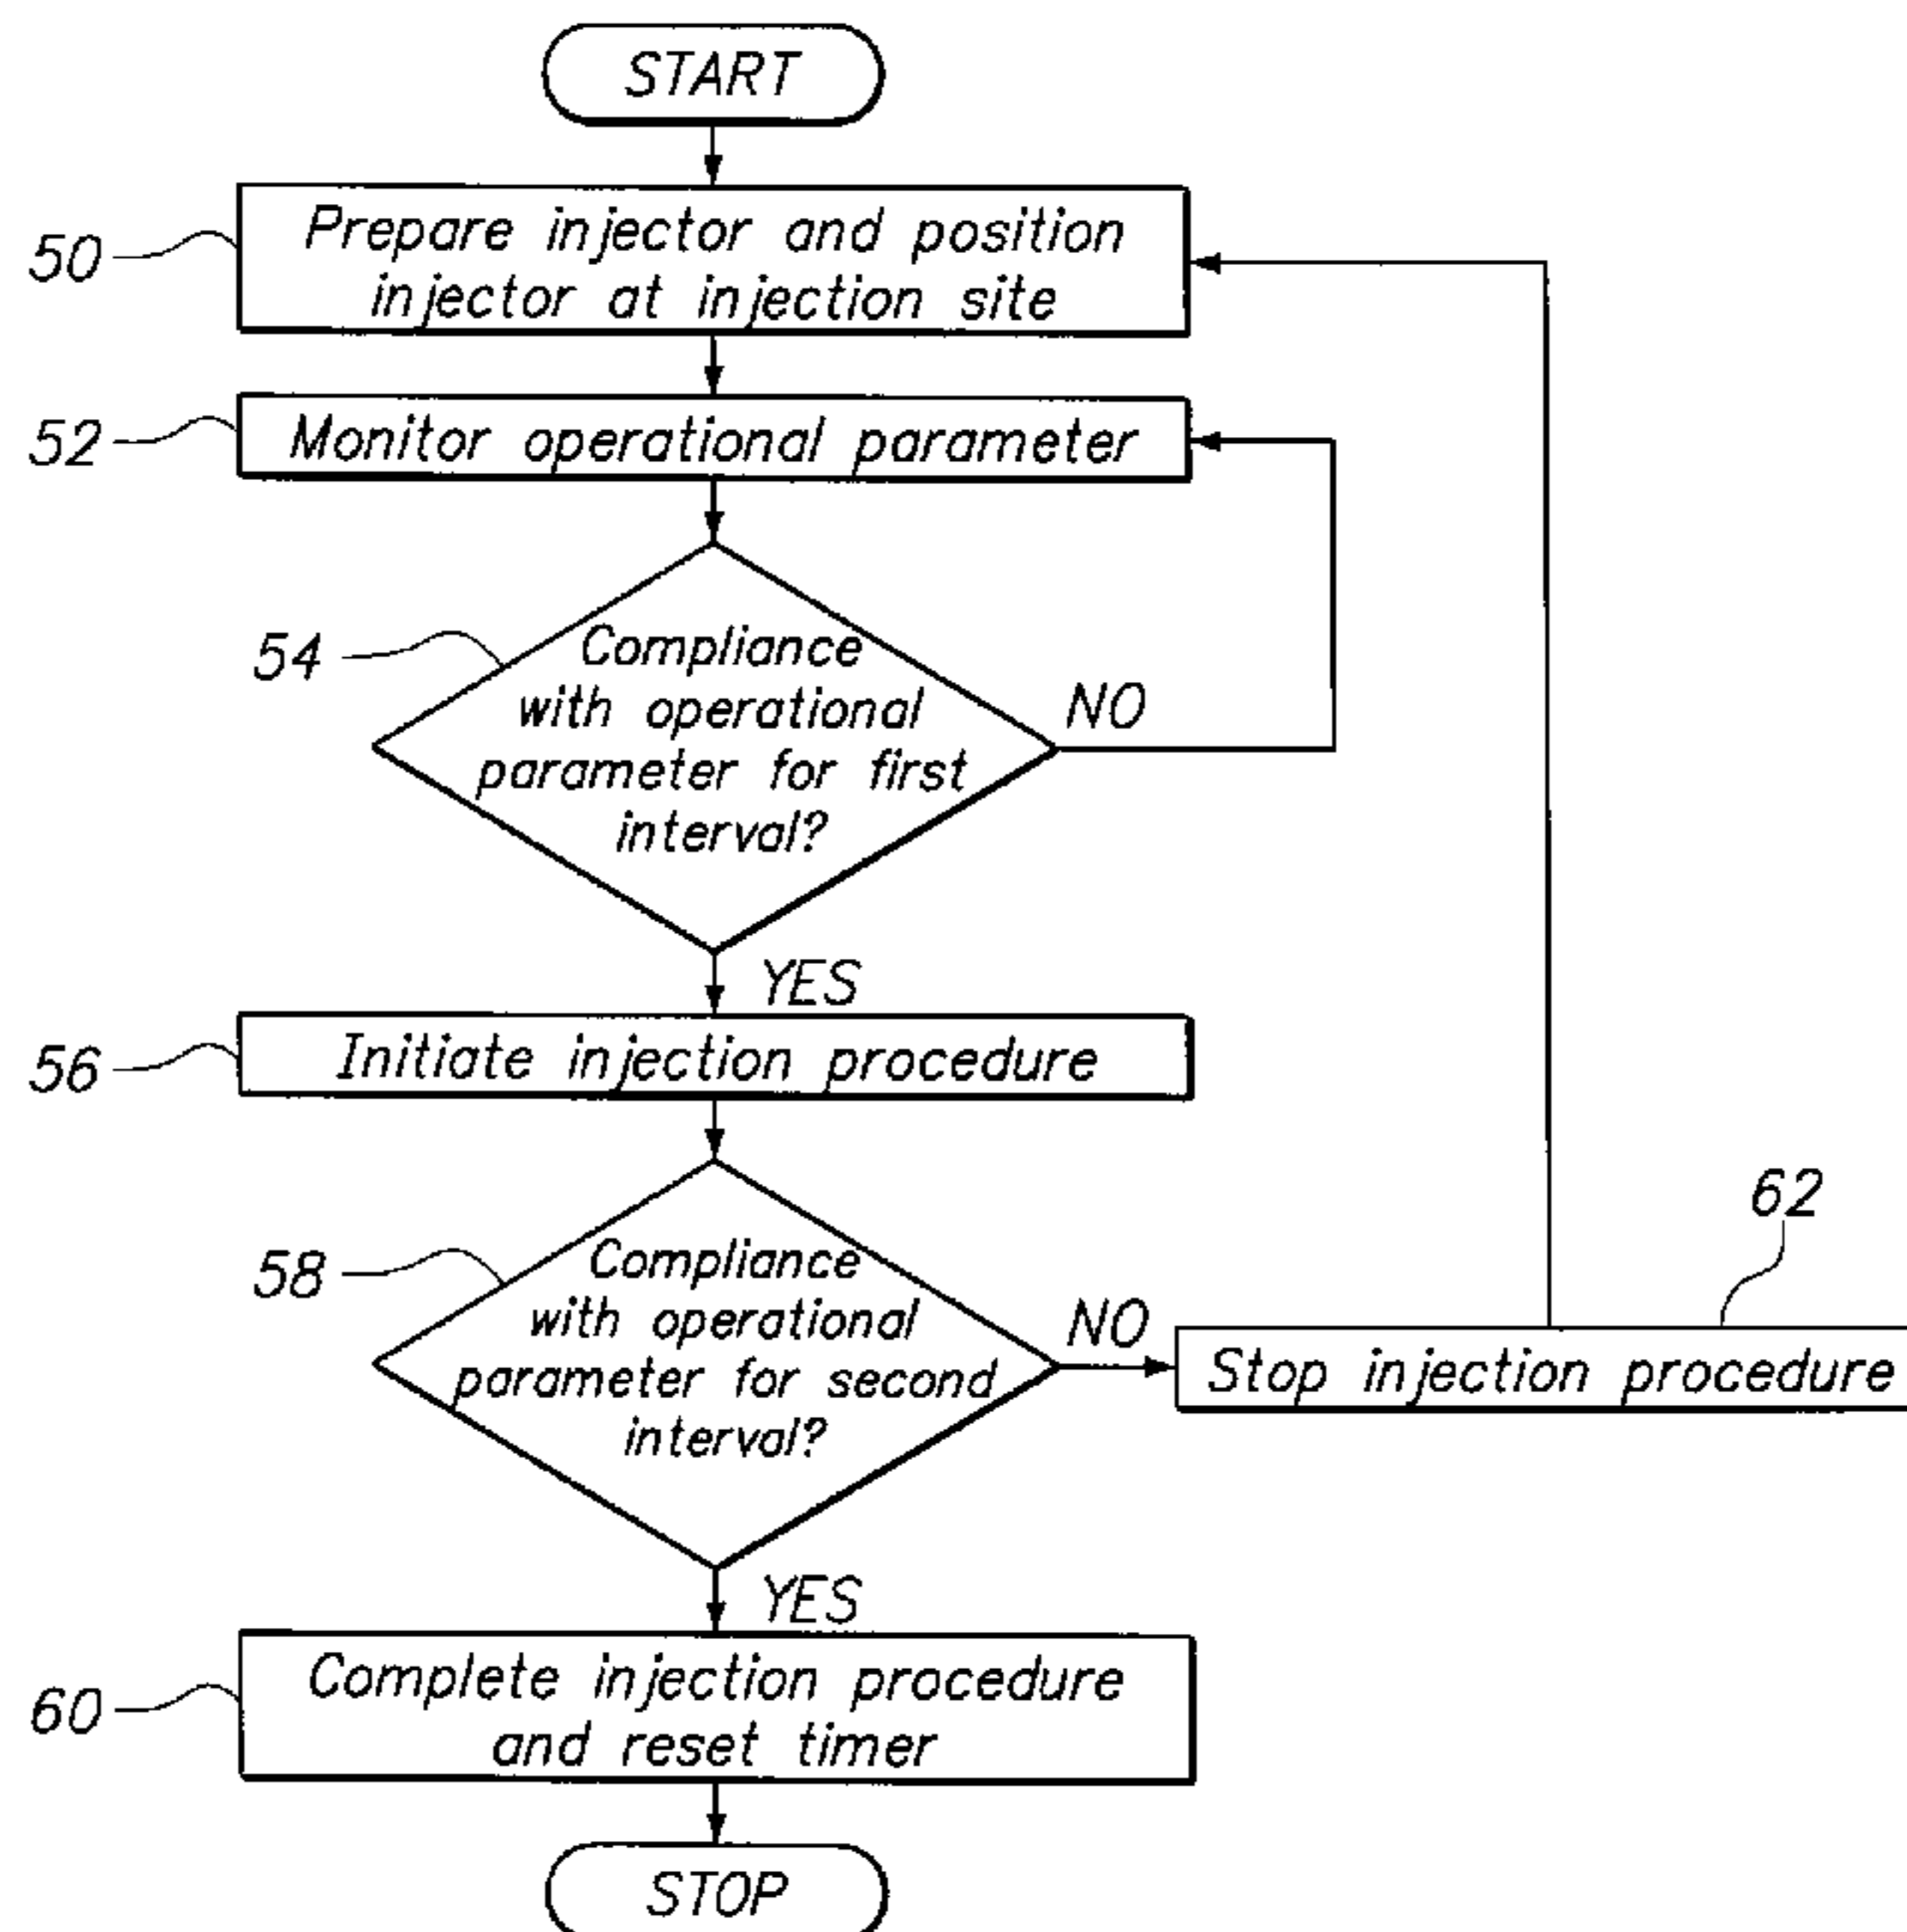 START
50
Prepare injector and position
injector at injection site
52
Monitor operational parameter
54
Compliance
with operational
parameter for first
interval?
NO
YES
56
Initiate injection procedure
58
Compliance
with operational
parameter for second
interval?
NO
62
Stop injection procedure
YES
60
Complete injection procedure
and reset timer
STOP